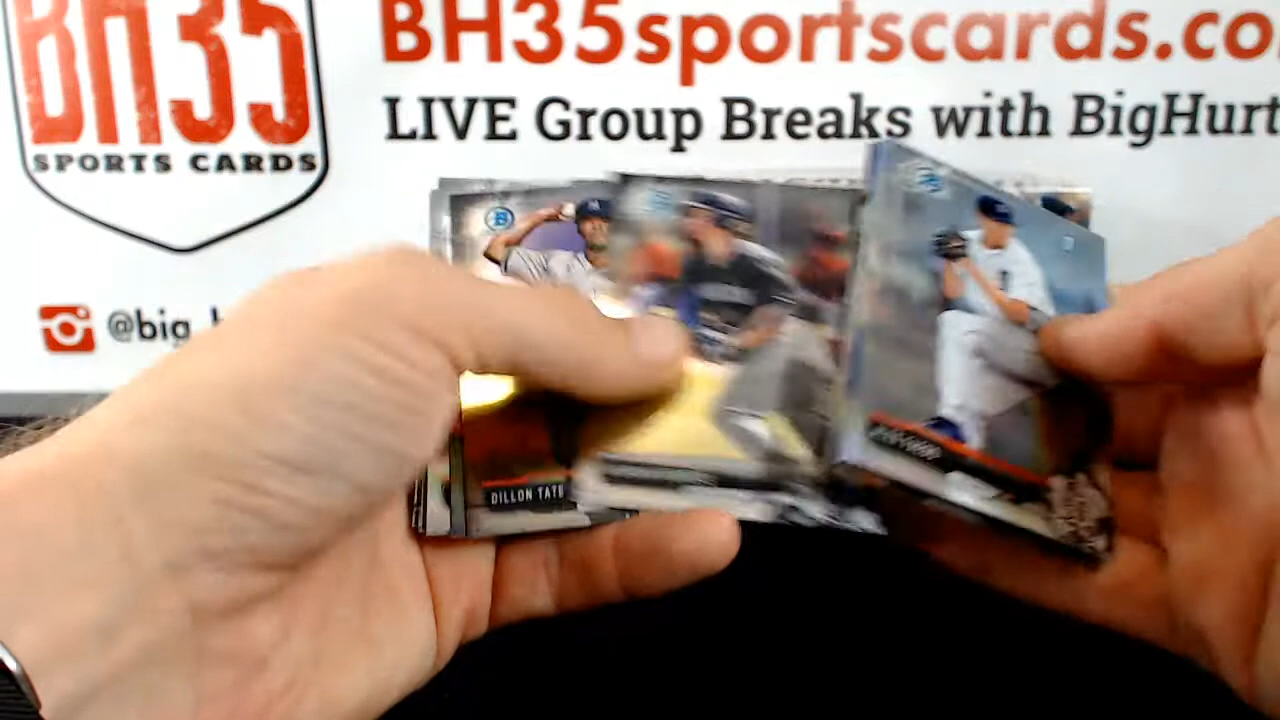 BH35
SPORTS CARDS
BH35sportscards.co
LIVE Group Breaks with BigHurt
@big
DILLON TATE